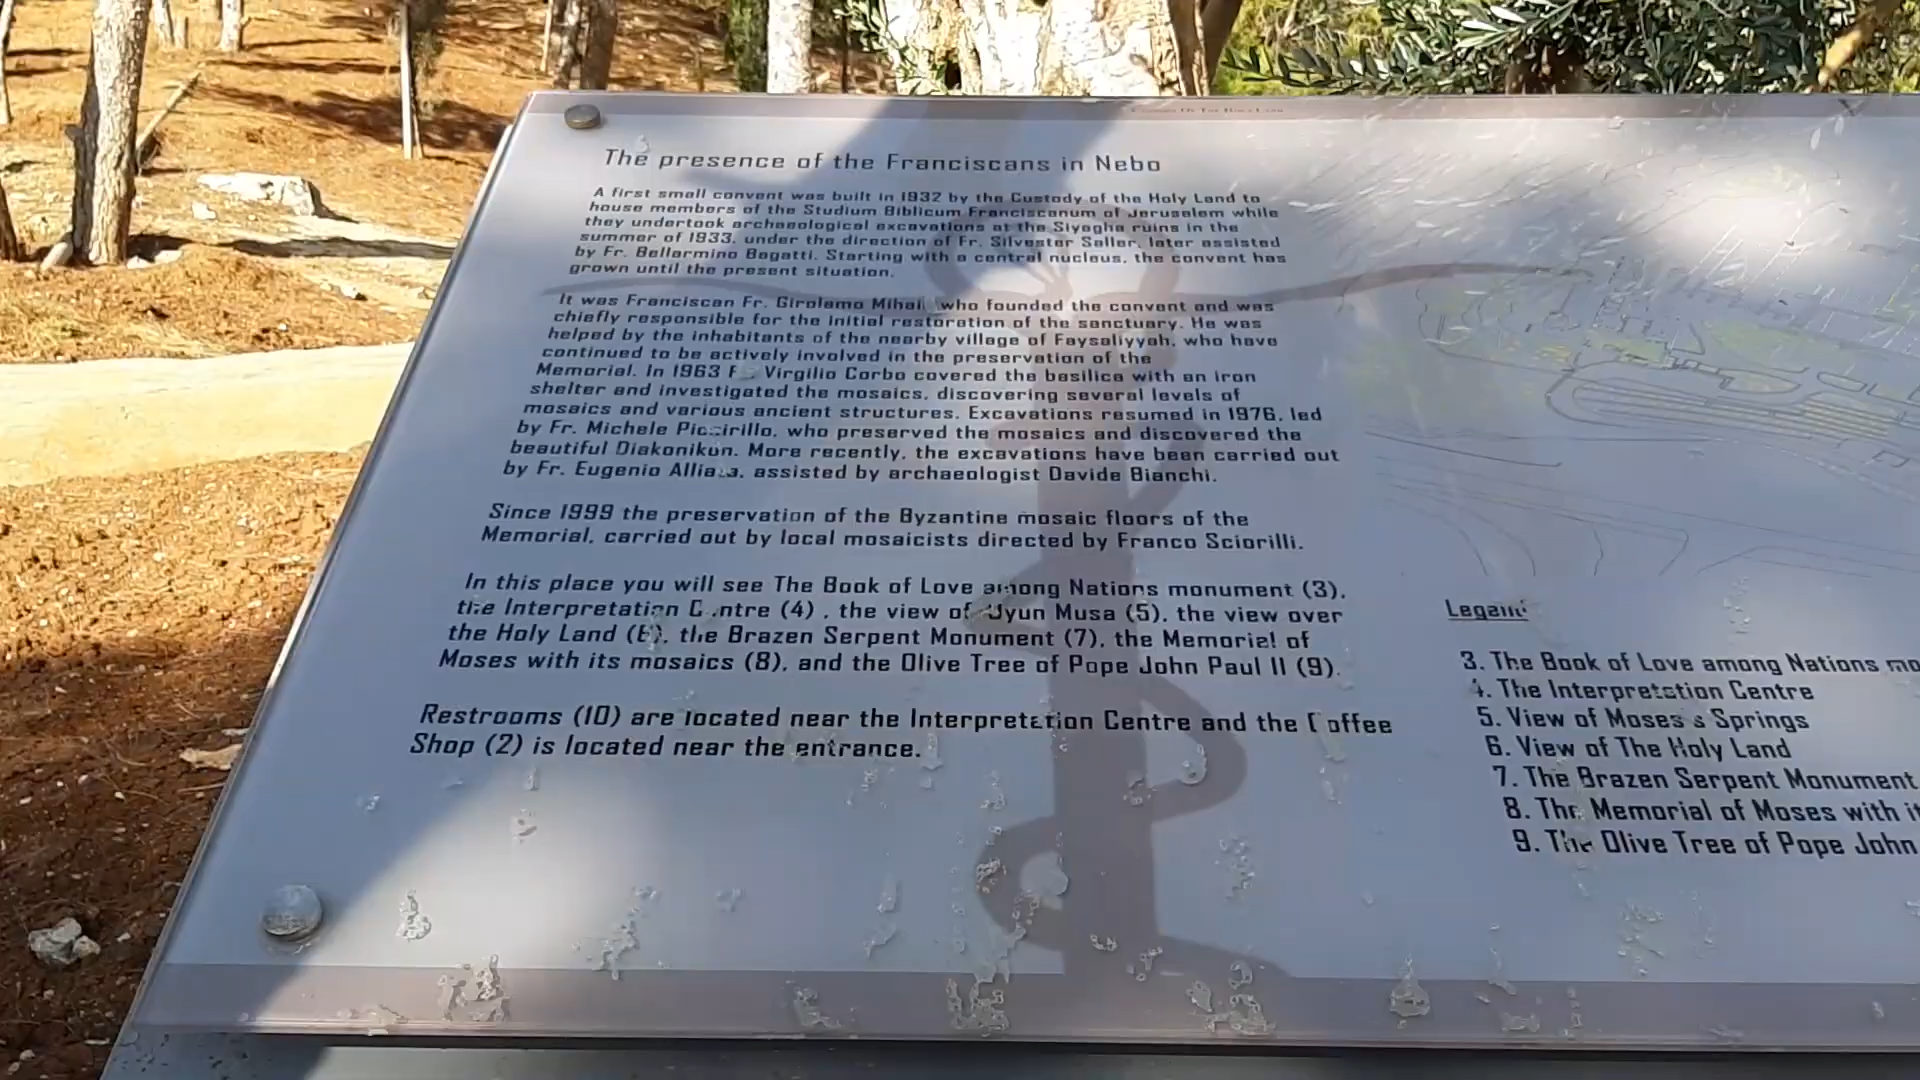 The presence of the Franciscans in Nebo
A first small convent was built in 1932 by the Custody of the Holy Land to
house members of the Studium Biblicum Franciscanum of Jerusalem while
they undertook archaeological excavations at the Siyagha ruins in the
summer of 1933, under the direction of Fr. Silvester Saller, later assisted
by Fr. Bellarmino Bagatti. Starting with a central nucleus, the convent has
grown until the present situation.
It was Franciscan Fr. Girolamo who founded the convent and was
chiefly responsible for the initial restoration of the sanctuary. He was
helped by the inhabitants of the nearby village of Faysaliyyah, who have
continued to be actively involved in the preservation of the
Memorial. In 1963 Virgilio Corbo covered the basilica with an iron
shelter and investigated the mosaics, discovering several levels of
mosaics and various ancient structures. Excavations resumed in 1976, led
by Fr. Michele Piccirillo, who preserved the mosaics and discovered the
beautiful Diakonikon. More recently, the excavations have been carried out
by Fr. Eugenio assisted by archaeologist Davide Bianchi.
Since 1999 the preservation of the Byzantine mosaic floors of the
Memorial, carried out by local mosaicists directed by Franco Sciorilli.
In this place you will see The Book of Love among Nations monument (3),
the Interpretation Centre (4) , the view of Uyun Musa (5), the view over
the Holy Land (6), the Brazen Serpent Monument (7), the Memorial of
Moses with its mosaics (8), and the Olive Tree of Pope John Paul II (9).
Restrooms (10) are located near the Interpretation Centre and the Coffee
Shop (2) is located near the entrance.
Legend
3. The Book of Love among Nations
4. The Interpretation Centre
5. View of Moses's Springs
6. View of The Holy Land
7. The Brazen Serpent Monument
8. The Memorial of Moses with
9. The Olive Tree of Pope John